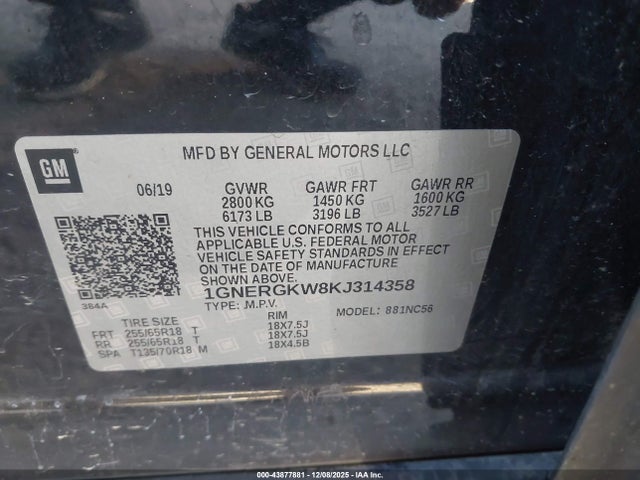 GM
MFD BY GENERAL MOTORS LLC
06/19 GVWR GAWR FRT GAWR RR
2800 KG 1450 KG 1600 KG
6173 LB 3196 LB 3527 LB
THIS VEHICLE CONFORMS TO ALL
APPLICABLE U.S. FEDERAL MOTOR
VEHICLE SAFETY STANDARDS IN EFFECT
ON THE DATE OF MANUFACTURE
SHOWN ABOVE.
1GNERGKW8KJ314358
384A TYPE: M.P.V. MODEL: 881NC56
TIRE SIZE RIM
FRT 255/65R18 T 18X7.5J
RR 255/65R18 T 18X7.5J
SPA T135/70R18 M 18X4.5B
000-43877881 - 12/08/2025 - IAAI, Inc.